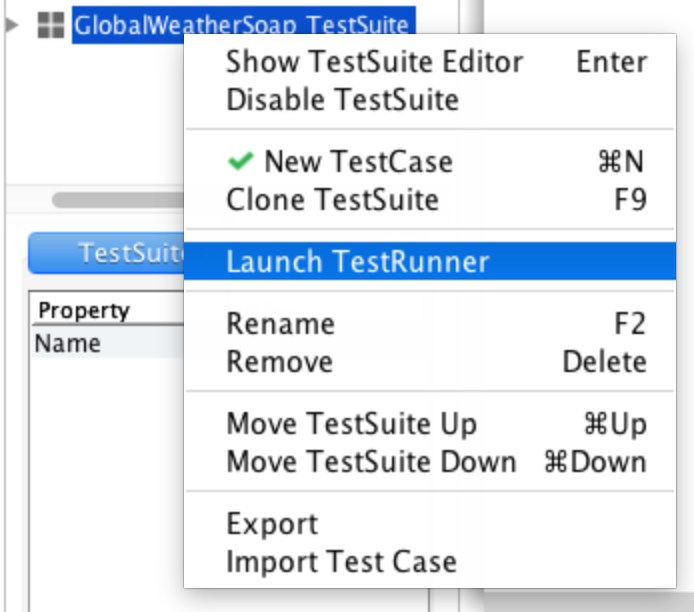 GlobalWeatherSoap TestSuite
Show TestSuite Editor Enter
Disable TestSuite
New TestCase ⌘N
Clone TestSuite F9
TestSuit
Launch TestRunner
Property
Rename F2
Name
Remove Delete
Move TestSuite Up ⌘Up
Move TestSuite Down ⌘Down
Export
Import Test Case